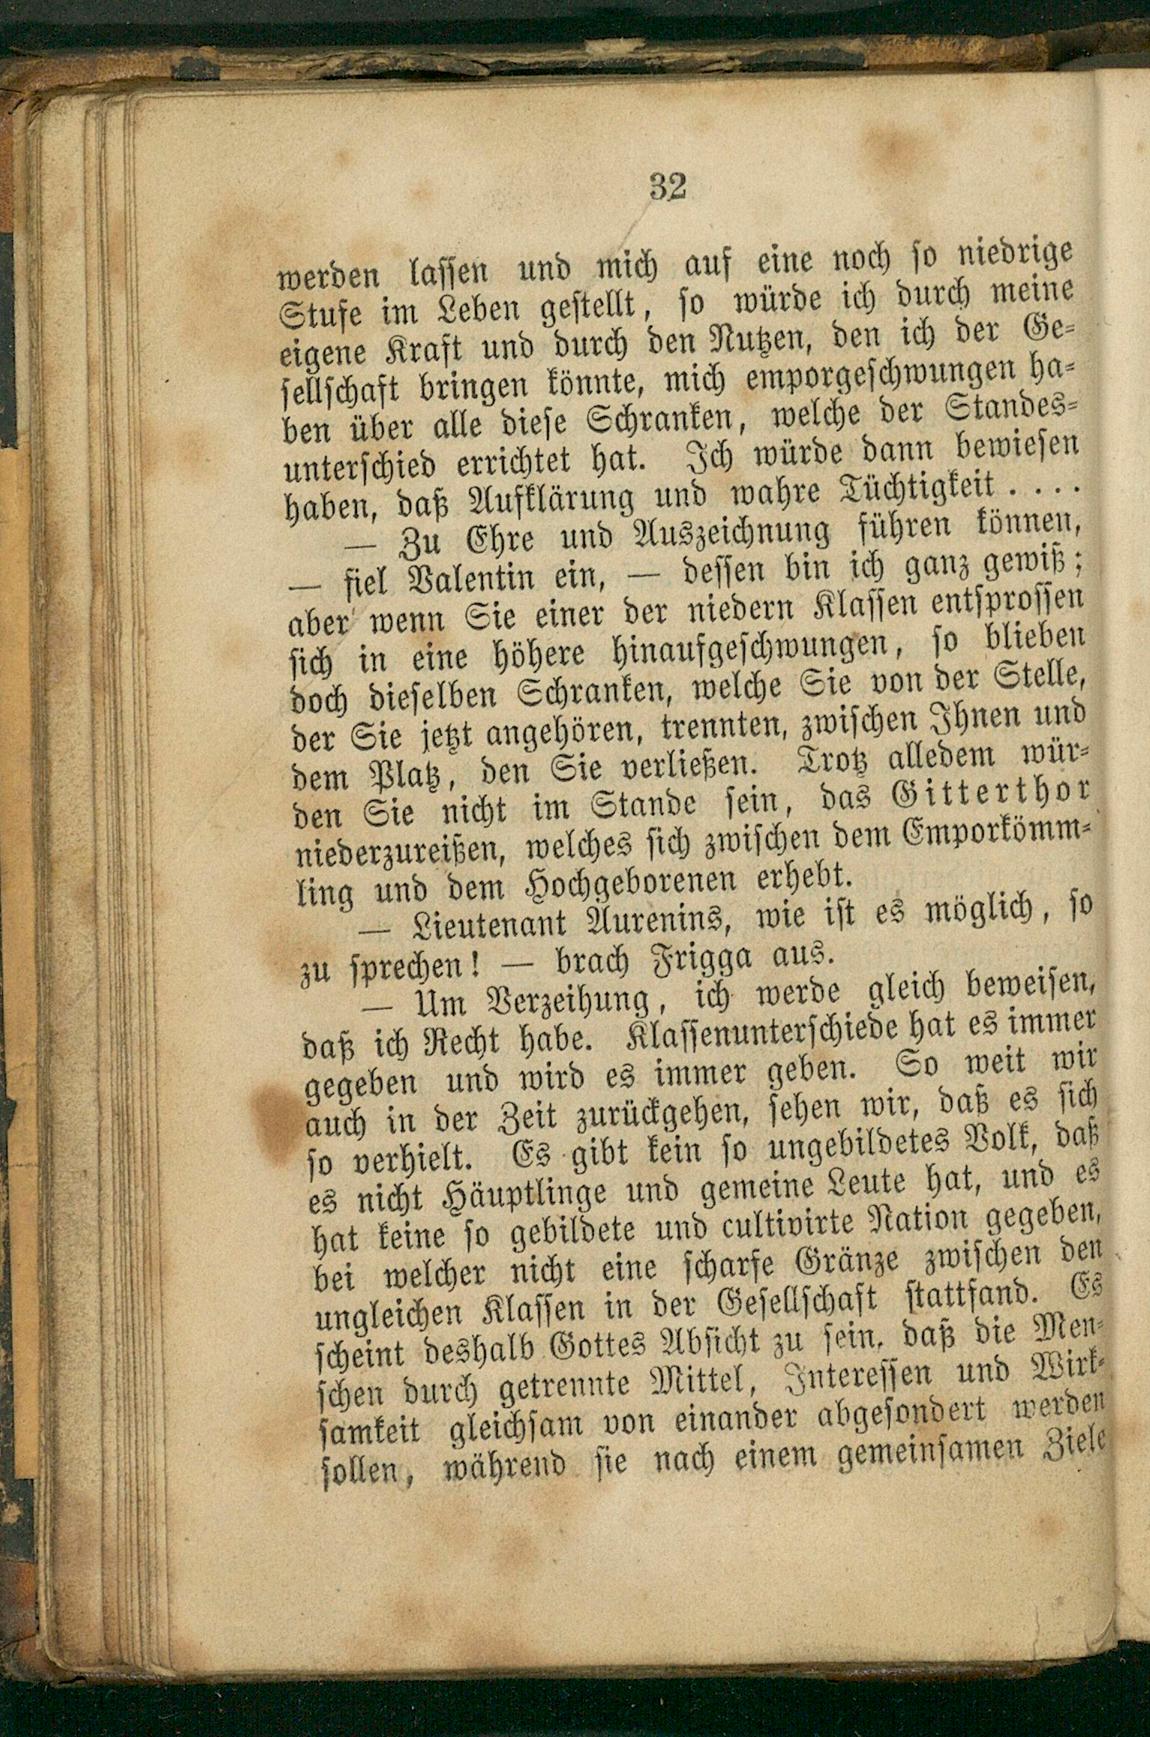 32
werden lassen und mich auf eine noch so niedrige
Stufe im Leben gestellt, so würde ich durch meine
eigene Kraft und durch den Nutzen, den ich der Ge-
sellschaft bringen könnte, mich emporgeschwungen ha-
ben über alle diese Schranken, welche der Standes-
unterschied errichtet hat. Ich würde dann bewiesen
haben, daß Aufklärung und wahre Tüchtigkeit . . . .
— Zu Ehre und Auszeichnung führen können,
— fiel Valentin ein, — dessen bin ich ganz gewiß;
aber wenn Sie einer der niedern Klassen entsprossen
sich in eine höhere hinaufgeschwungen, so blieben
doch dieselben Schranken, welche Sie von der Stelle,
der Sie jetzt angehören, trennten, zwischen Ihnen und
dem Platz, den Sie verließen. Trotz alledem wür-
den Sie nicht im Stande sein, das Gitterthor
niederzureißen, welches sich zwischen dem Emporkömm-
ling und dem Hochgeborenen erhebt.
— Lieutenant Aurenins, wie ist es möglich, so
zu sprechen! — brach Frigga aus.
— Um Verzeihung, ich werde gleich beweisen,
daß ich Recht habe. Klassenunterschiede hat es immer
gegeben und wird es immer geben. So weit wir
auch in der Zeit zurückgehen, sehen wir, daß es sich
so verhielt. Es gibt kein so ungebildetes Volk, daß
es nicht Häuptlinge und gemeine Leute hat, und es
hat keine so gebildete und cultivirte Nation gegeben,
bei welcher nicht eine scharfe Gränze zwischen den
ungleichen Klassen in der Gesellschaft stattfand. Es
scheint deshalb Gottes Absicht zu sein, daß die Men-
schen durch getrennte Mittel, Interessen und Wirk-
samkeit gleichsam von einander abgesondert werden
sollen, während sie nach einem gemeinsamen Ziele